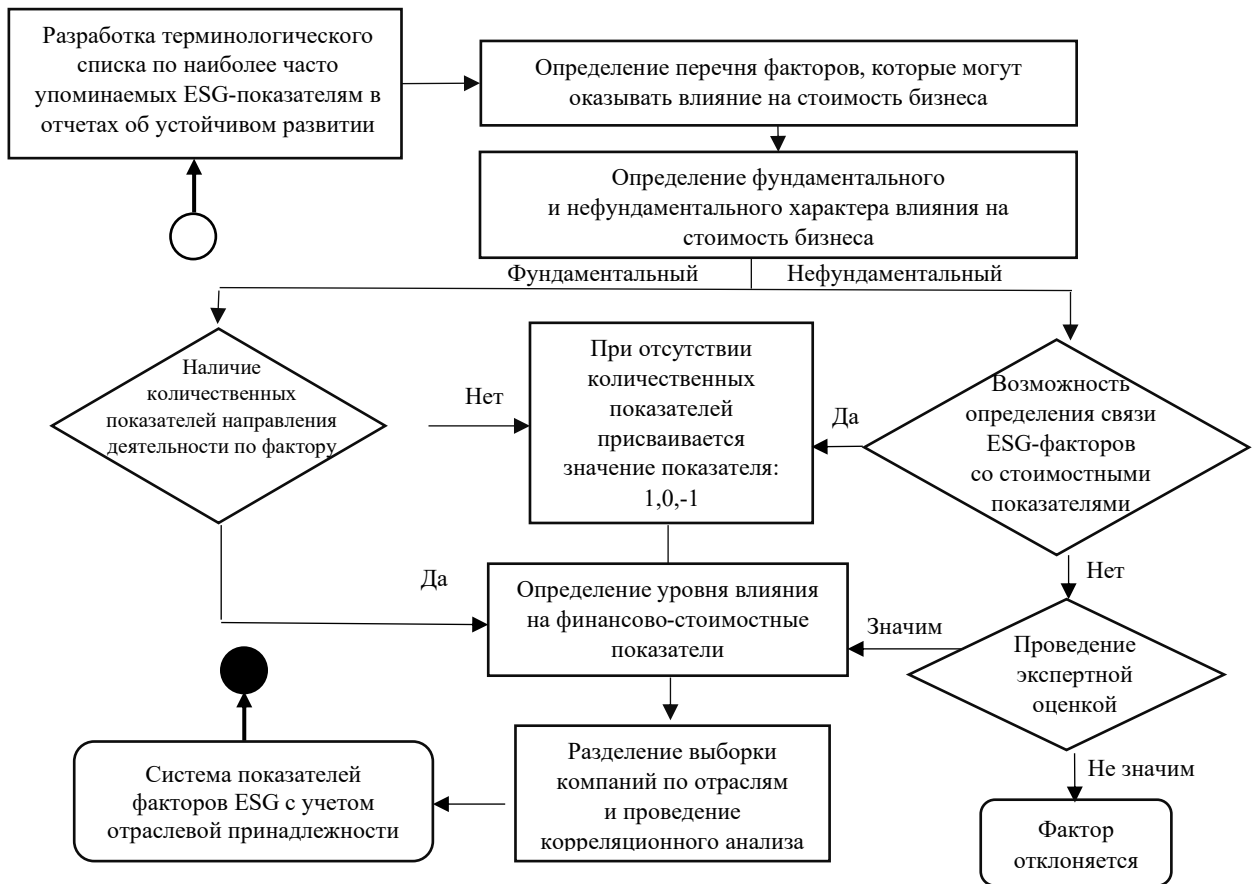 Разработка терминологического
списка по наиболее часто
упоминаемых ESG-показателям в
отчетах об устойчивом развитии
Определение перечня факторов, которые могут
оказывать влияние на стоимость бизнеса
Определение фундаментального
и нефундаментального характера влияния на
стоимость бизнеса
Фундаментальный
Нефундаментальный
Наличие
количественных
показателей направления
деятельности по фактору
Нет
При отсутствии
количественных
показателей
присваивается
значение показателя:
1,0,-1
Да
Возможность
определения связи
ESG-факторов
со стоимостными
показателями
Да
Определение уровня влияния
на финансово-стоимостные
показатели
Значим
Нет
Проведение
экспертной
оценкой
Система показателей
факторов ESG с учетом
отраслевой принадлежности
Разделение выборки
компаний по отраслям
и проведение
корреляционного анализа
Не значим
Фактор
отклоняется